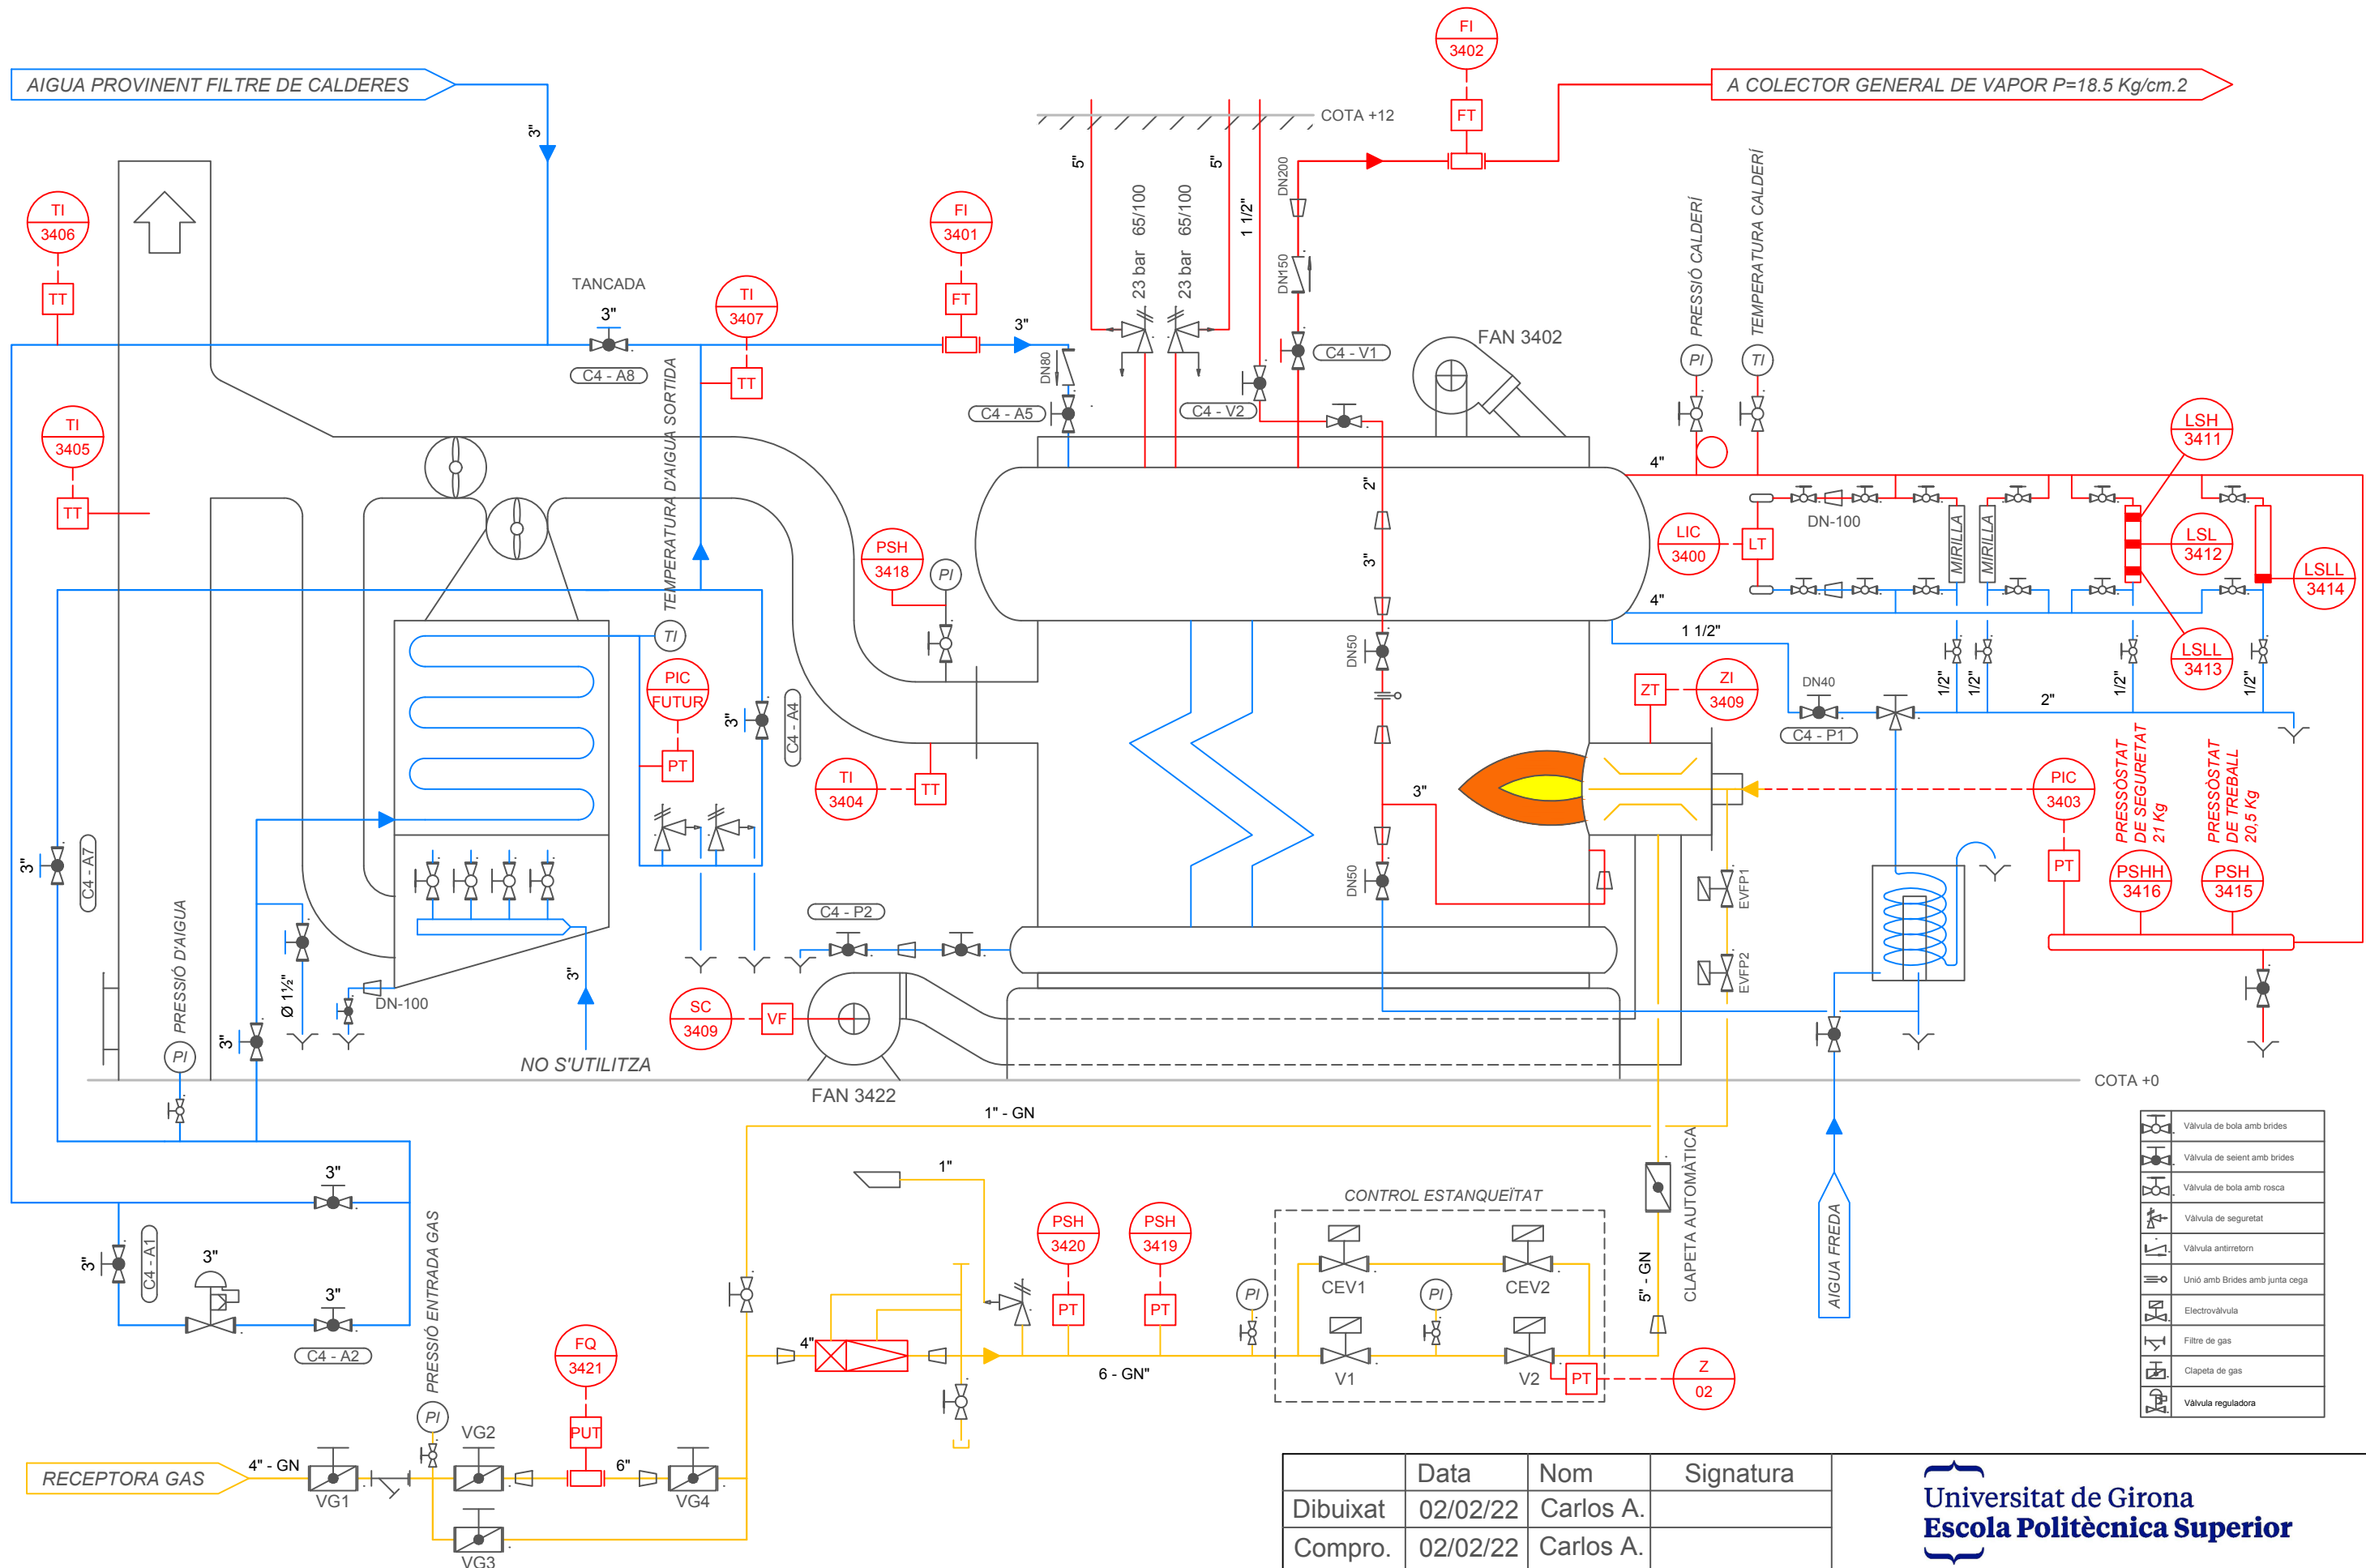 AIGUA PROVINENT FILTRE DE CALDERES
3"
FI
3402
FT
A COLECTOR GENERAL DE VAPOR P=18.5 Kg/cm.2
COTA +12
5"
5"
1 1/2"
DN200
DN150
23 bar 65/100
23 bar 65/100
TI
3406
TT
TANCADA
3"
C4 - A8
TI
3407
TT
FI
3401
FT
3"
DN80
C4 - A5
C4 - V1
C4 - V2
FAN 3402
PRESSIÓ CALDERÍ
TEMPERATURA CALDERÍ
PI
TI
TI
3405
TT
TEMPERATURA D'AIGUA SORTIDA
TI
4"
2"
3"
DN-100
LIC
3400
LT
MIRILLA
MIRILLA
LSH
3411
LSL
3412
LSLL
3414
LSLL
3413
PSH
3418
PI
4"
1 1/2"
DN50
1/2"
1/2"
1/2"
1/2"
2"
DN40
C4 - P1
ZT
ZI
3409
PIC
FUTUR
PT
3"
C4 - A4
TI
3404
TT
3"
DN50
PIC
3403
PT
PRESSÒSTAT
DE SEGURETAT
21 Kg
PRESSÒSTAT
DE TREBALL
20,5 Kg
PSHH
3416
PSH
3415
3"
C4 - A7
PRESSIÓ D'AIGUA
PI
3"
Ø 1½"
DN-100
3"
NO S'UTILITZA
C4 - P2
SC
3409
VF
FAN 3422
EVFP1
EVFP2
COTA +0
1" - GN
3"
3"
C4 - A1
3"
3"
C4 - A2
PRESSIÓ ENTRADA GAS
PI
1"
PSH
3420
PT
PSH
3419
PT
CONTROL ESTANQUEÏTAT
PI
PI
CEV1
CEV2
V1
V2
PT
Z
02
5" - GN
CLAPETA AUTOMÀTICA
AIGUA FREDA
4"
6 - GN"
FQ
3421
PUT
RECEPTORA GAS
4" - GN
VG1
VG2
VG3
6"
VG4
Vàlvula de bola amb brides
Vàlvula de seient amb brides
Vàlvula de bola amb rosca
Vàlvula de seguretat
Vàlvula antirretorn
Unió amb Brides amb junta cega
Electrovàlvula
Filtre de gas
Clapeta de gas
Vàlvula reguladora
Data Nom Signatura
Dibuixat 02/02/22 Carlos A.
Compro. 02/02/22 Carlos A.
Universitat de Girona
Escola Politècnica Superior